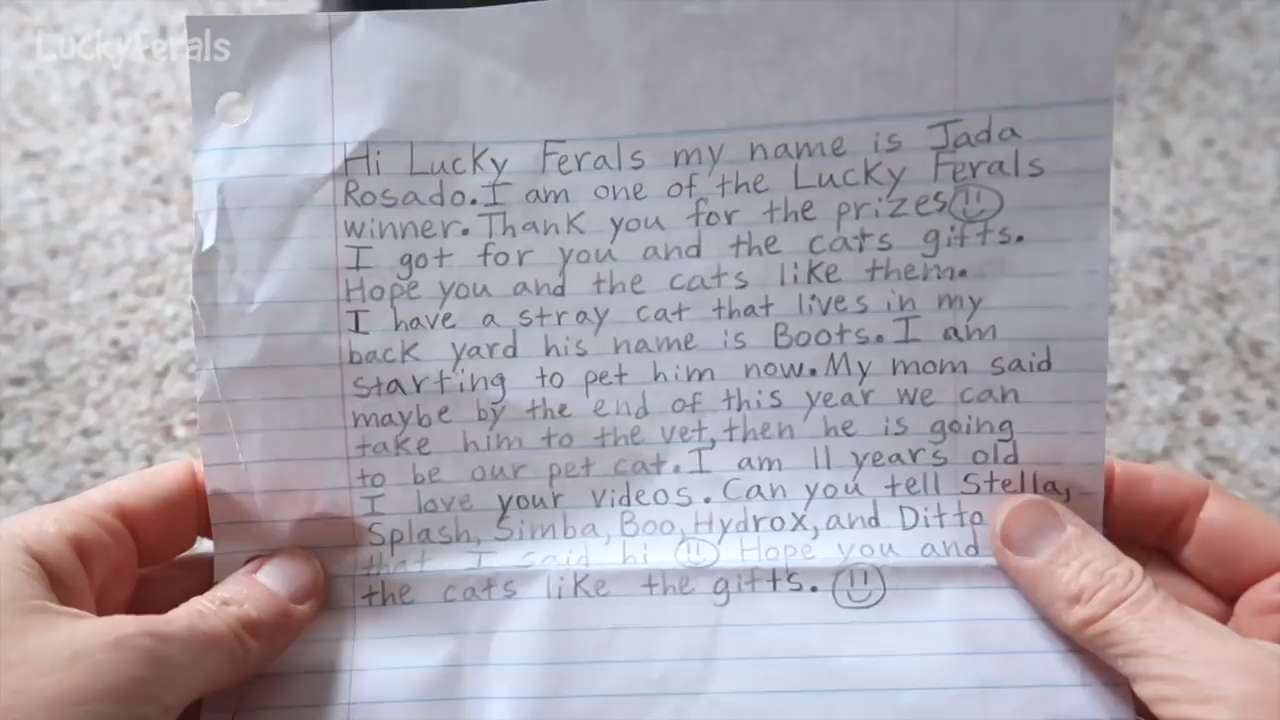 LuckyFerals
Hi Lucky Ferals my name is Jada
Rosado. I am one of the Lucky Ferals
winner. Thank you for the prizes
I got for you and the cats gifts.
Hope you and the cats like them.
I have a stray cat that lives in my
back yard his name is Boots. I am
starting to pet him now. My mom said
maybe by the end of this year we can
take him to the vet, then he is going
to be our pet cat. I am 11 years old
I love your videos. Can you tell Stella,
Splash, Simba, Boo, Hydrox, and Ditto
that I said hi Hope you and
the cats like the gifts.